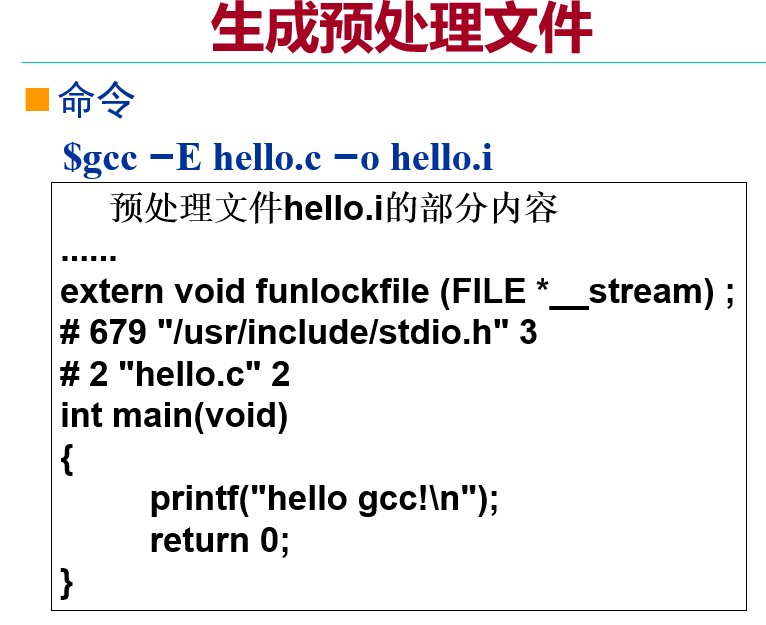 生成预处理文件
命令
$gcc –E hello.c –o hello.i
预处理文件hello.i的部分内容
......
extern void funlockfile (FILE *__stream) ;
# 679 "/usr/include/stdio.h" 3
# 2 "hello.c" 2
int main(void)
{
printf("hello gcc!\n");
return 0;
}